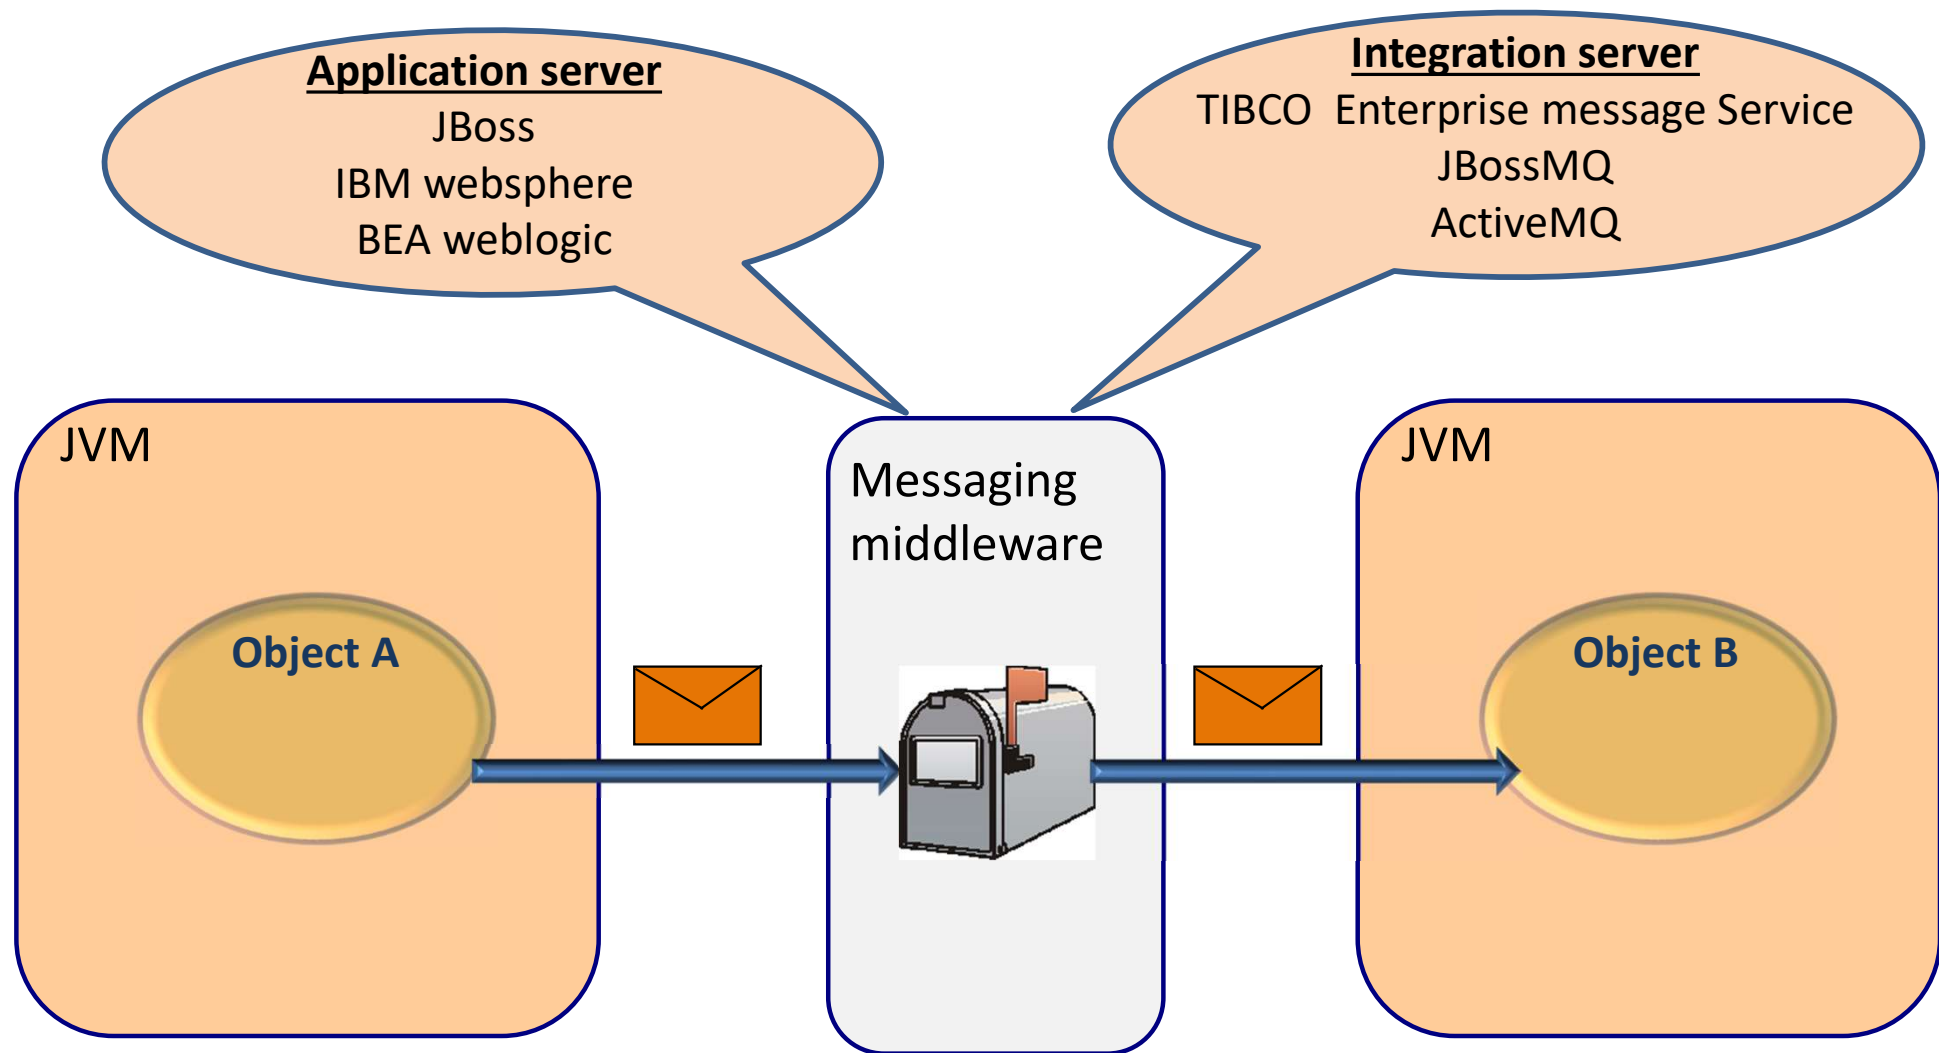 Application server
JBoss
IBM websphere
BEA weblogic
Integration server
TIBCO  Enterprise message Service
JBossMQ
ActiveMQ
JVM
Object A
Messaging
middleware
JVM
Object B